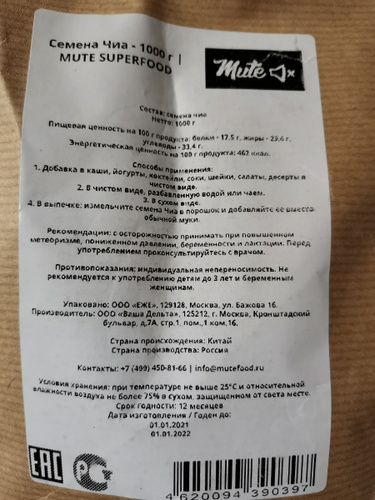 Семена Чиа - 1000 г |
MUTE SUPERFOOD
Mute
Состав: семена чиа
Нетто: 1000 г
Пищевая ценность на 100 г продукта: белки - 17.5 г, жиры -
углеводы - 33.4 г.
Энергетическая ценность на 100 г продукта: 462 ккал.
Способы применения:
1. Добавка в каши, йогурты, коктейли, соки, шейки, салаты, десерты в
чистом виде.
2. В чистом виде, разбавленную водой или чаем.
3. В сухом виде.
4. В выпечке: измельчите семена Чиа в порошок и добавляйте ее вместо
обычной муки.
Рекомендации: с осторожностью принимать при повышенном
метеоризме, пониженном давлении, беременности и лактации. Перед
употреблением проконсультируйтесь с врачом.
Противопоказания: индивидуальная непереносимость. Не
рекомендуется к употреблению детям до 3 лет и беременным
женщинам.
Упаковано: ООО «ЕЖЕ», 129128, Москва, ул. Бажова 16.
Производитель: ООО «Ваша Дельта», 125212, г. Москва, Кронштадский
бульвар, д.7А, стр.1, пом.1 ком.16.
Страна происхождения: Китай
Страна производства: Россия
Контакты: +7 (499) 450-81-66 | info@mutefood.ru
Условия хранения: при температуре не выше 25°С и относительной
влажности воздуха не более 75% в сухом, защищенном от света месте.
Срок годности: 12 месяцев
Дата изготовления / Годен до:
01.01.2021
01.01.2022
ЕАС
4 620094 390397